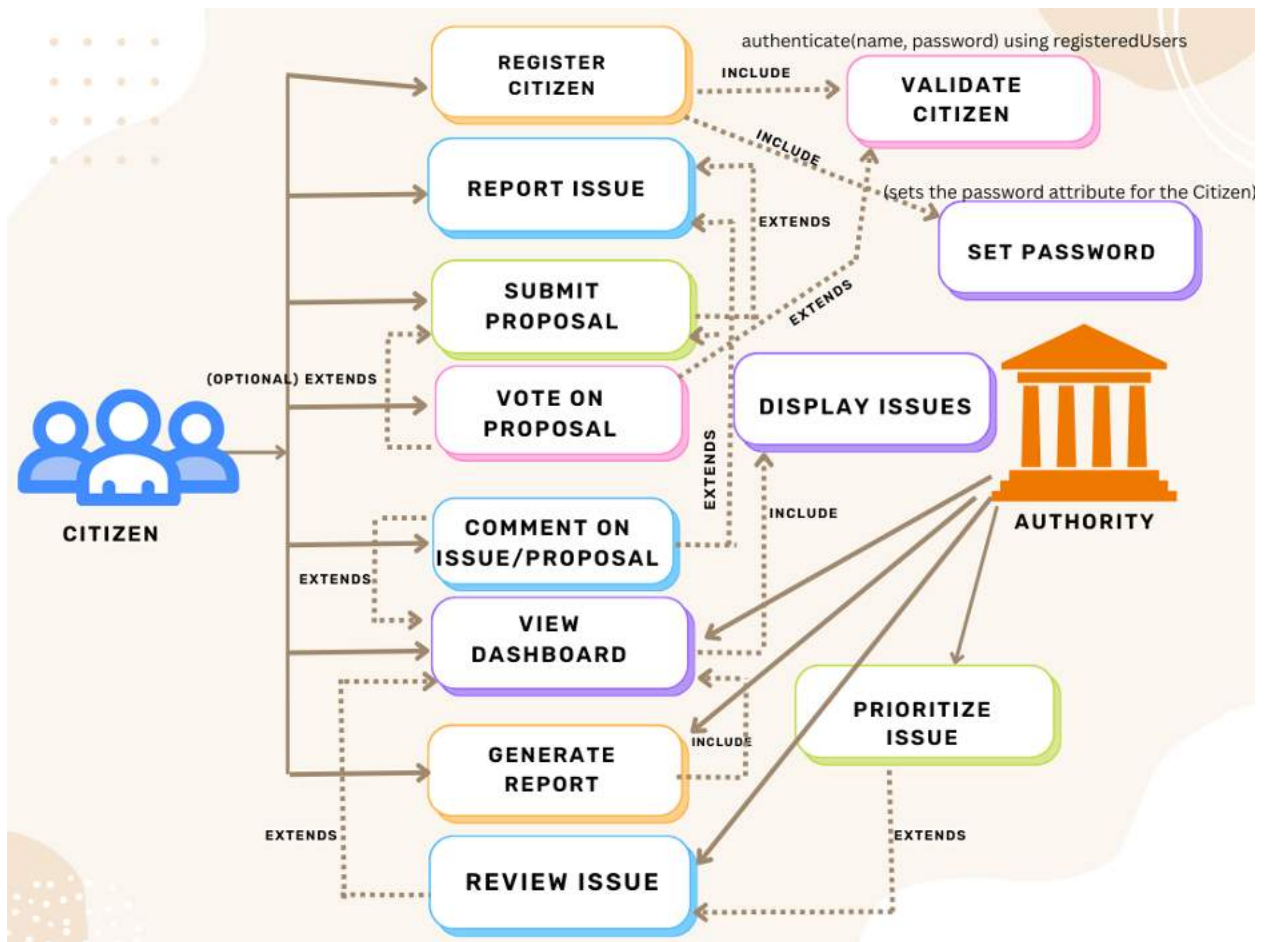 authenticate(name, password) using registeredUsers
REGISTER
CITIZEN
INCLUDE
VALIDATE
CITIZEN
INCLUDE
REPORT ISSUE
(sets the password attribute for the Citizen)
EXTENDS
SET PASSWORD
SUBMIT
PROPOSAL
EXTENDS
(OPTIONAL) EXTENDS
VOTE ON
PROPOSAL
DISPLAY ISSUES
EXTENDS
INCLUDE
AUTHORITY
CITIZEN
COMMENT ON
ISSUE/PROPOSAL
EXTENDS
VIEW
DASHBOARD
PRIORITIZE
ISSUE
INCLUDE
GENERATE
REPORT
EXTENDS
EXTENDS
REVIEW ISSUE